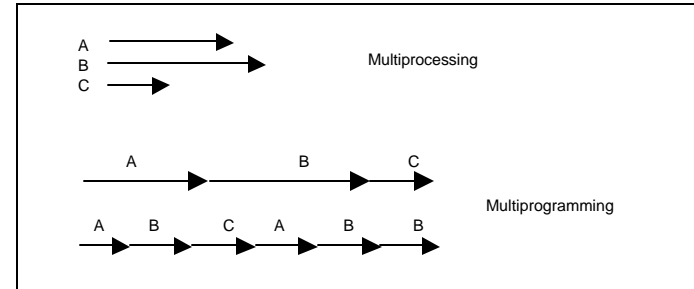 A
B
C
Multiprocessing
A B C
Multiprogramming
A B C A B B